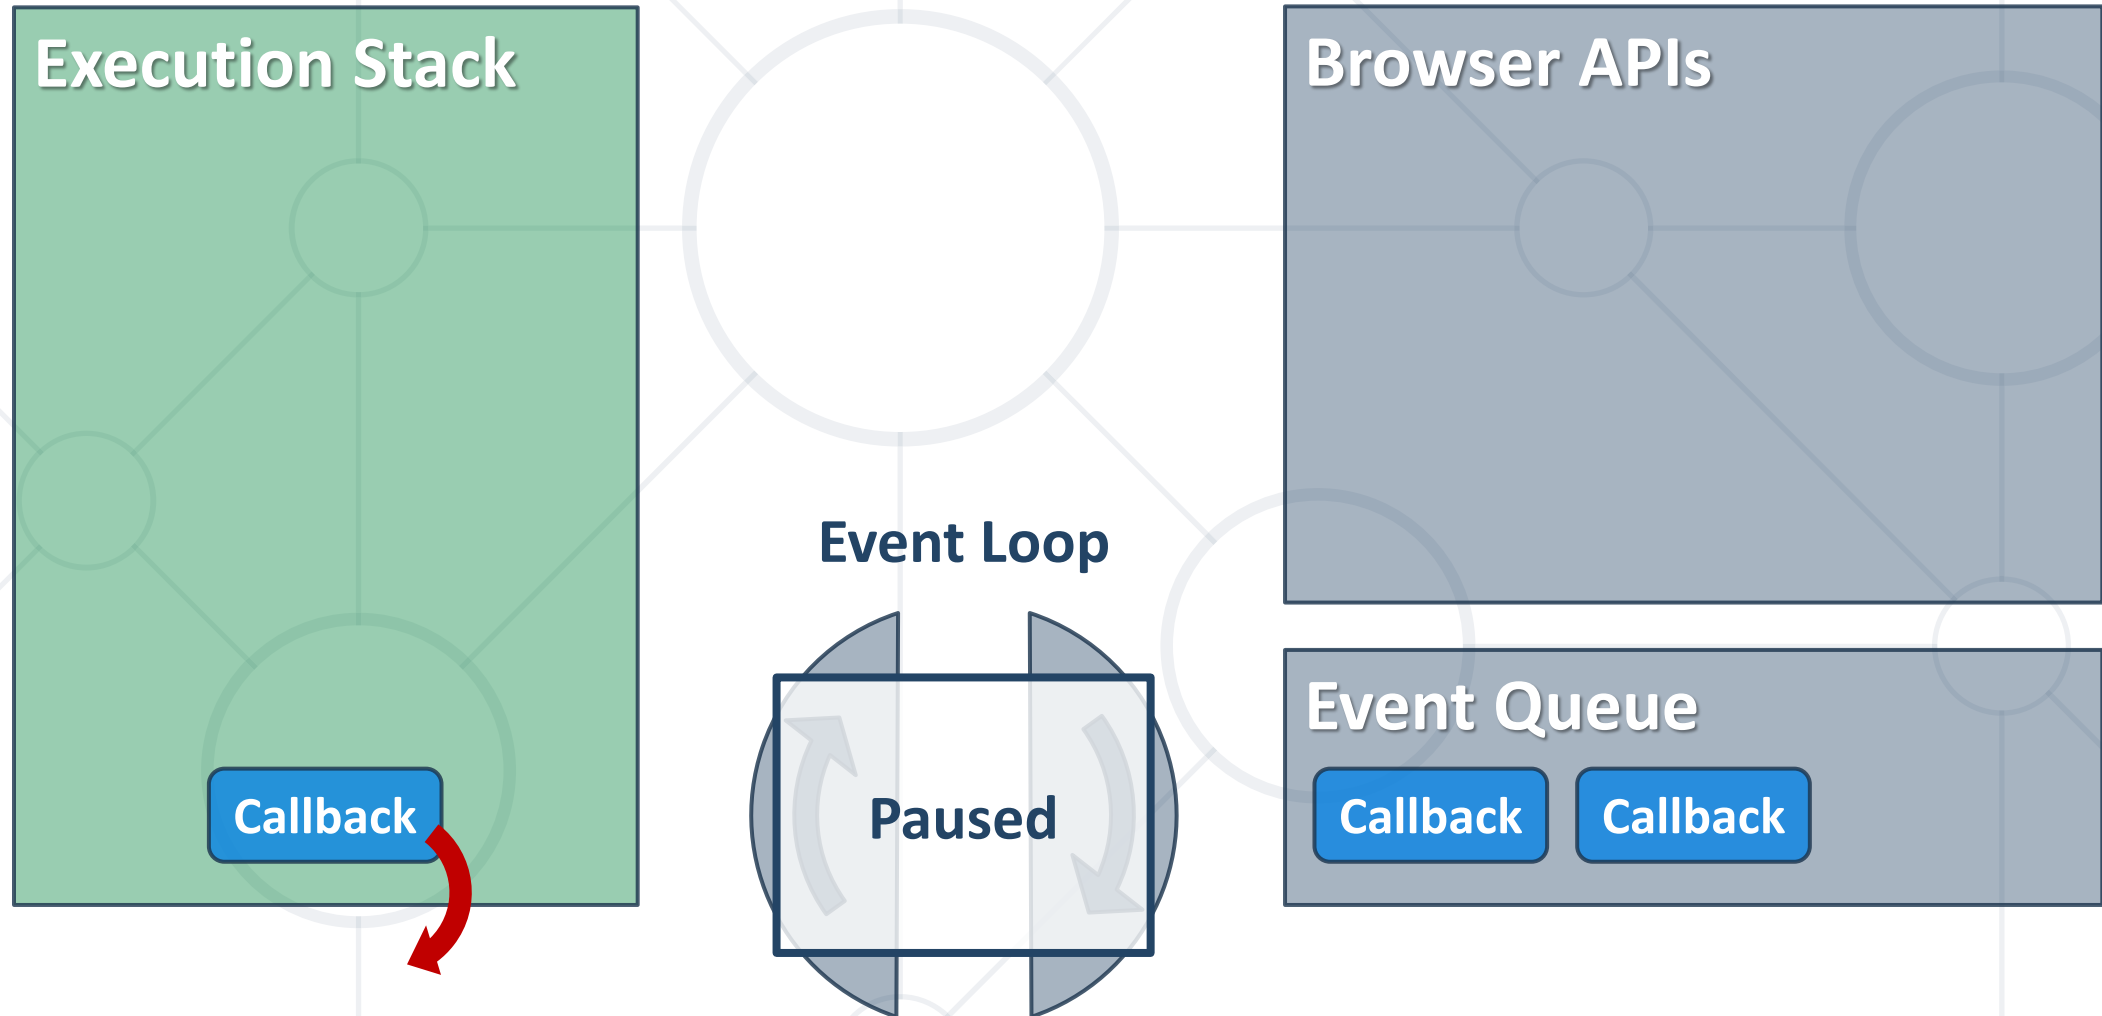 Execution Stack
Browser APIs
Event Loop
Event Queue
Callback
Paused
Callback
Callback